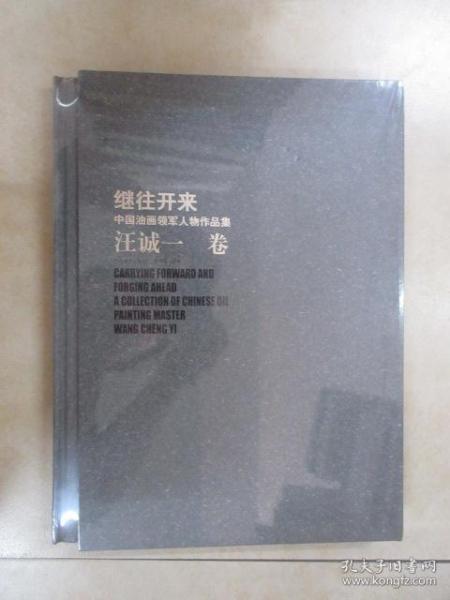 继往开来
中国油画领军人物作品集
汪诚一 卷
CARRYING FORWARD AND
FORGING AHEAD
A COLLECTION OF CHINESE OIL
PAINTING MASTER
WANG CHENG YI
孔夫子旧书网
www.kongfz.com